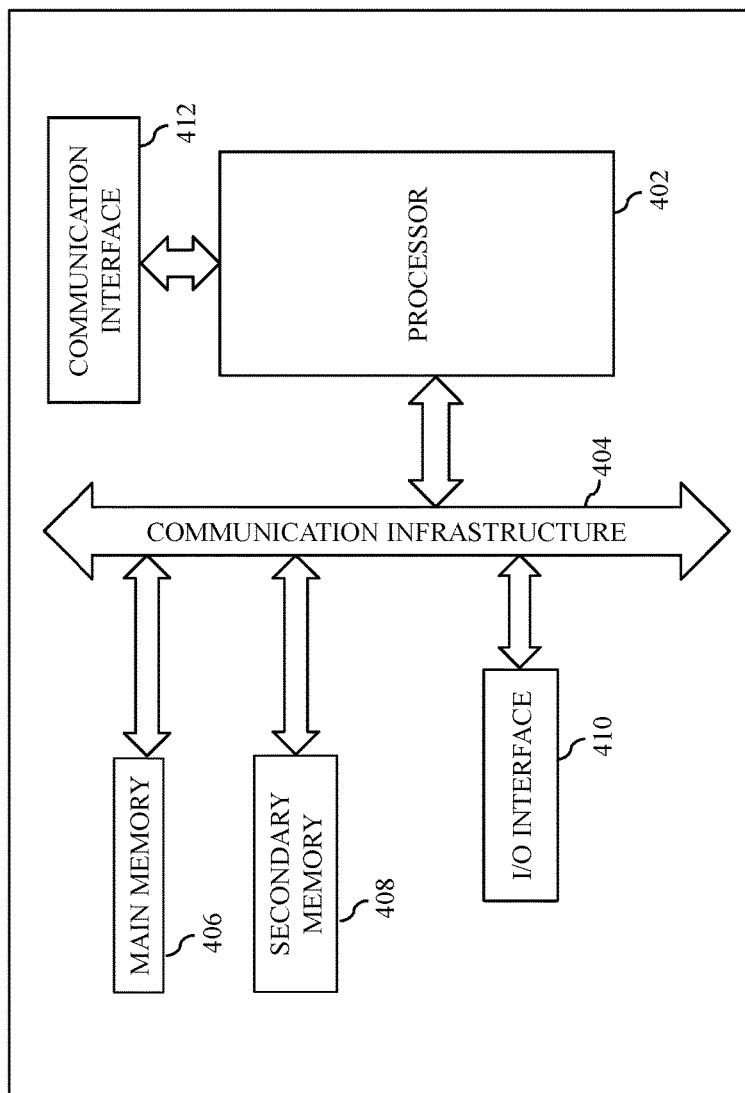 COMMUNICATION
INTERFACE
412
PROCESSOR
402
COMMUNICATION INFRASTRUCTURE
404
MAIN MEMORY
406
SECONDARY
MEMORY
408
I/O INTERFACE
410